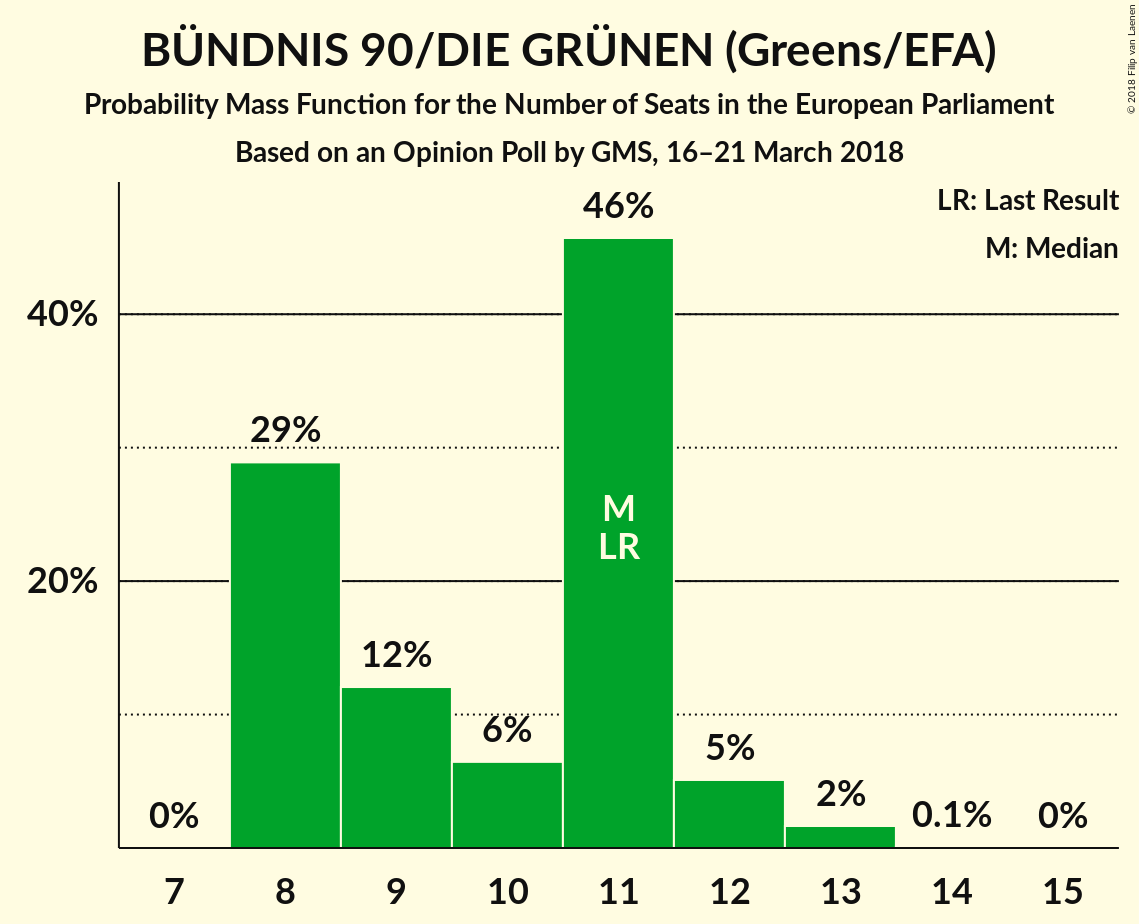 BÜNDNIS 90/DIE GRÜNEN (Greens/EFA)
Probability Mass Function for the Number of Seats in the European Parliament
Based on an Opinion Poll by GMS, 16–21 March 2018
© 2018 Filip van Laenen
LR: Last Result
M: Median
46%
40%
29%
M
LR
20%
12%
6%
5%
2%
0%
0.1%
0%
7 8 9 10 11 12 13 14 15